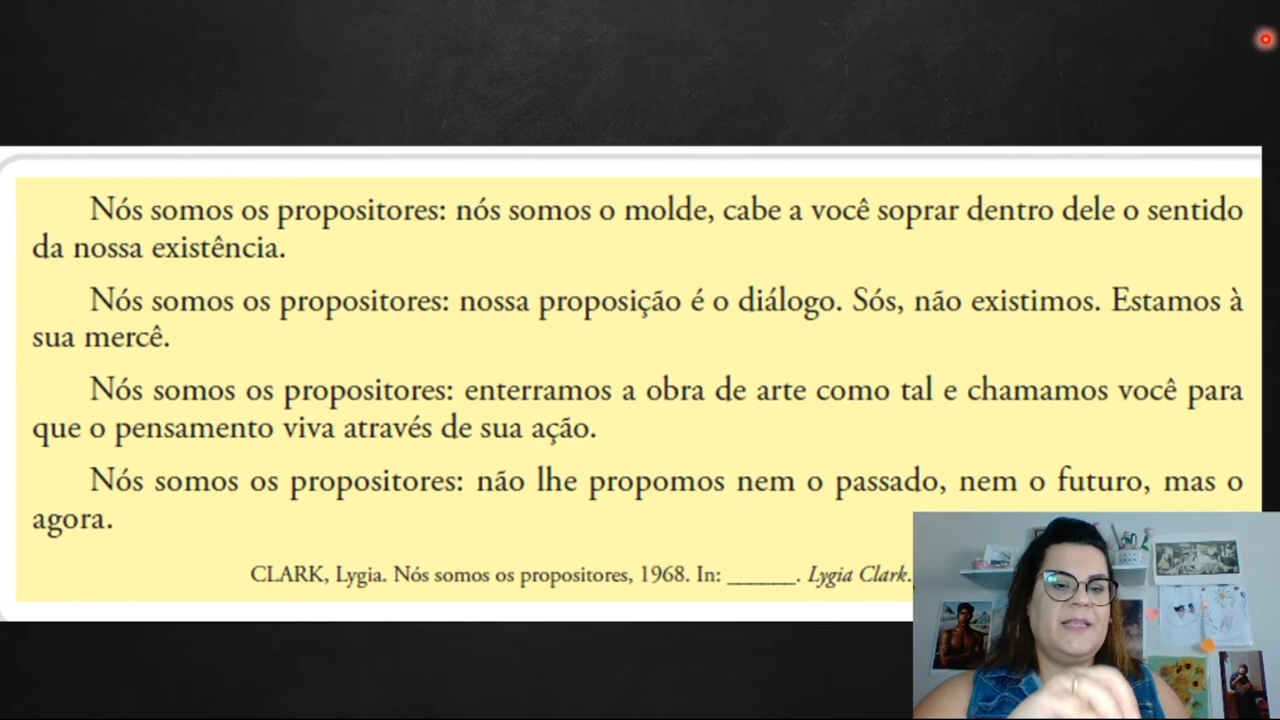 Nós somos os propositores: nós somos o molde, cabe a você soprar dentro dele o sentido
da nossa existência.
Nós somos os propositores: nossa proposição é o diálogo. Sós, não existimos. Estamos à
sua mercê.
Nós somos os propositores: enterramos a obra de arte como tal e chamamos você para
que o pensamento viva através de sua ação.
Nós somos os propositores: não lhe propomos nem o passado, nem o futuro, mas o
agora.
CLARK, Lygia. Nós somos os propositores, 1968. In: ______. Lygia Clark.